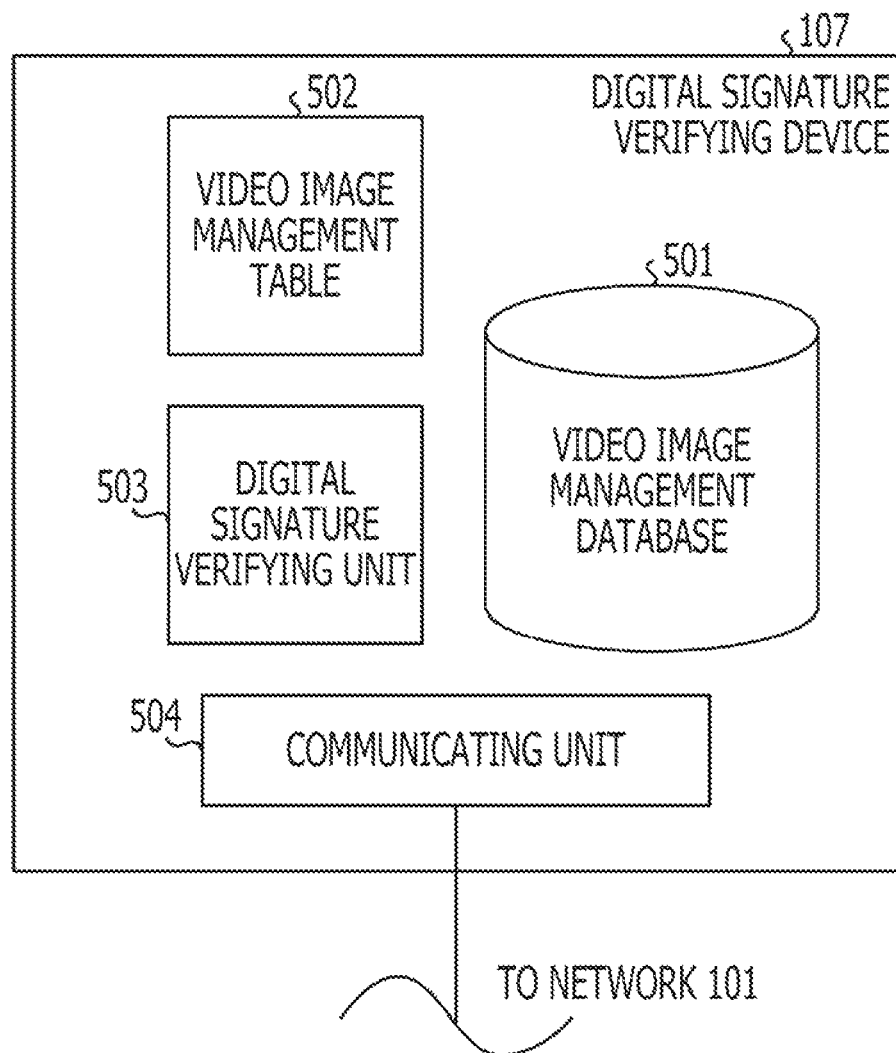 107
DIGITAL SIGNATURE
VERIFYING DEVICE
502
VIDEO IMAGE
MANAGEMENT
TABLE
501
VIDEO IMAGE
MANAGEMENT
DATABASE
503
DIGITAL
SIGNATURE
VERIFYING UNIT
504
COMMUNICATING UNIT
TO NETWORK 101